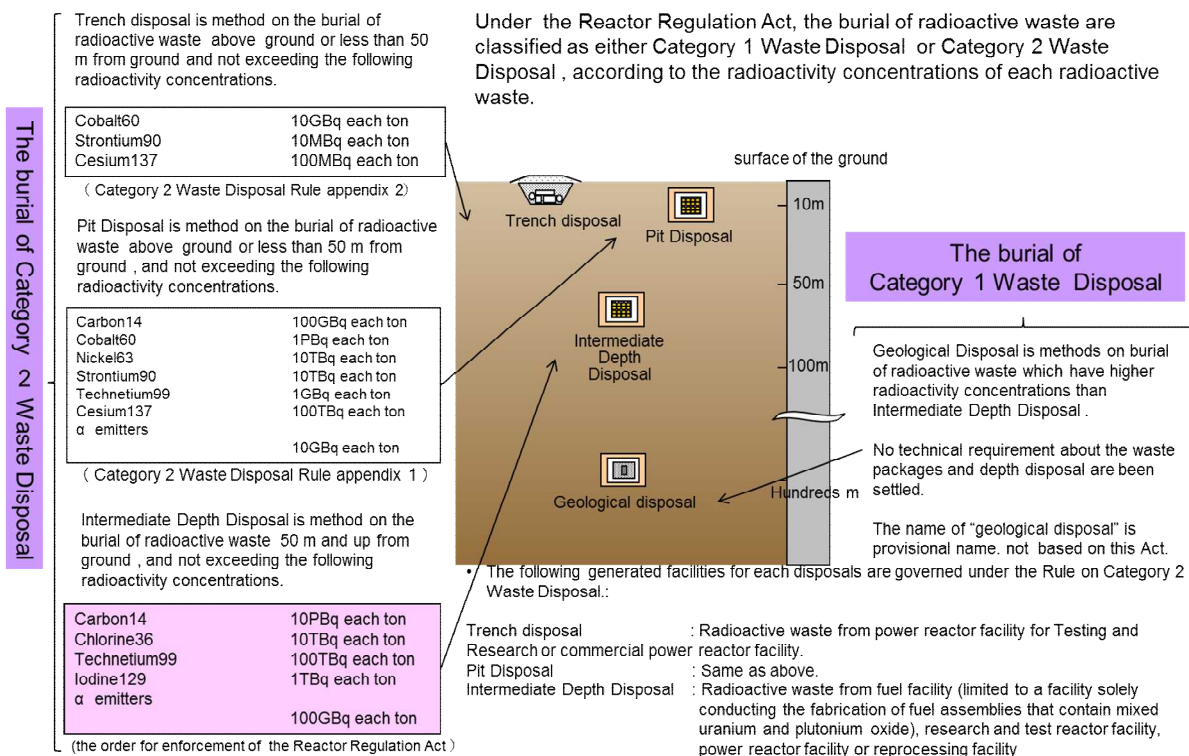 Trench disposal is method on the burial of
radioactive waste above ground or less than 50
m from ground and not exceeding the following
radioactivity concentrations.
Under the Reactor Regulation Act, the burial of radioactive waste are
classified as either Category 1 Waste Disposal or Category 2 Waste
Disposal , according to the radioactivity concentrations of each radioactive
waste.
The burial of Category 2 Waste Disposal
Cobalt60 10GBq each ton
Strontium90 10MBq each ton
Cesium137 100MBq each ton
( Category 2 Waste Disposal Rule appendix 2)
Pit Disposal is method on the burial of radioactive
waste above ground or less than 50 m from
ground , and not exceeding the following
radioactivity concentrations.
Carbon14 100GBq each ton
Cobalt60 1PBq each ton
Nickel63 10TBq each ton
Strontium90 10TBq each ton
Technetium99 1GBq each ton
Cesium137 100TBq each ton
α emitters
10GBq each ton
( Category 2 Waste Disposal Rule appendix 1 )
Intermediate Depth Disposal is method on the
burial of radioactive waste 50 m and up from
ground , and not exceeding the following
radioactivity concentrations.
Carbon14 10PBq each ton
Chlorine36 10TBq each ton
Technetium99 100TBq each ton
Iodine129 1TBq each ton
α emitters
100GBq each ton
(the order for enforcement of the Reactor Regulation Act )
surface of the ground
Trench disposal
Pit Disposal
10m
50m
Intermediate
Depth
Disposal
100m
Geological disposal
Hundreds m
The burial of
Category 1 Waste Disposal
Geological Disposal is methods on burial
of radioactive waste which have higher
radioactivity concentrations than
Intermediate Depth Disposal .
No technical requirement about the waste
packages and depth disposal are been
settled.
The name of “geological disposal” is
provisional name. not based on this Act.
• The following generated facilities for each disposals are governed under the Rule on Category 2
Waste Disposal.:
Trench disposal : Radioactive waste from power reactor facility for Testing and
Research or commercial power reactor facility.
Pit Disposal : Same as above.
Intermediate Depth Disposal : Radioactive waste from fuel facility (limited to a facility solely
conducting the fabrication of fuel assemblies that contain mixed
uranium and plutonium oxide), research and test reactor facility,
power reactor facility or reprocessing facility